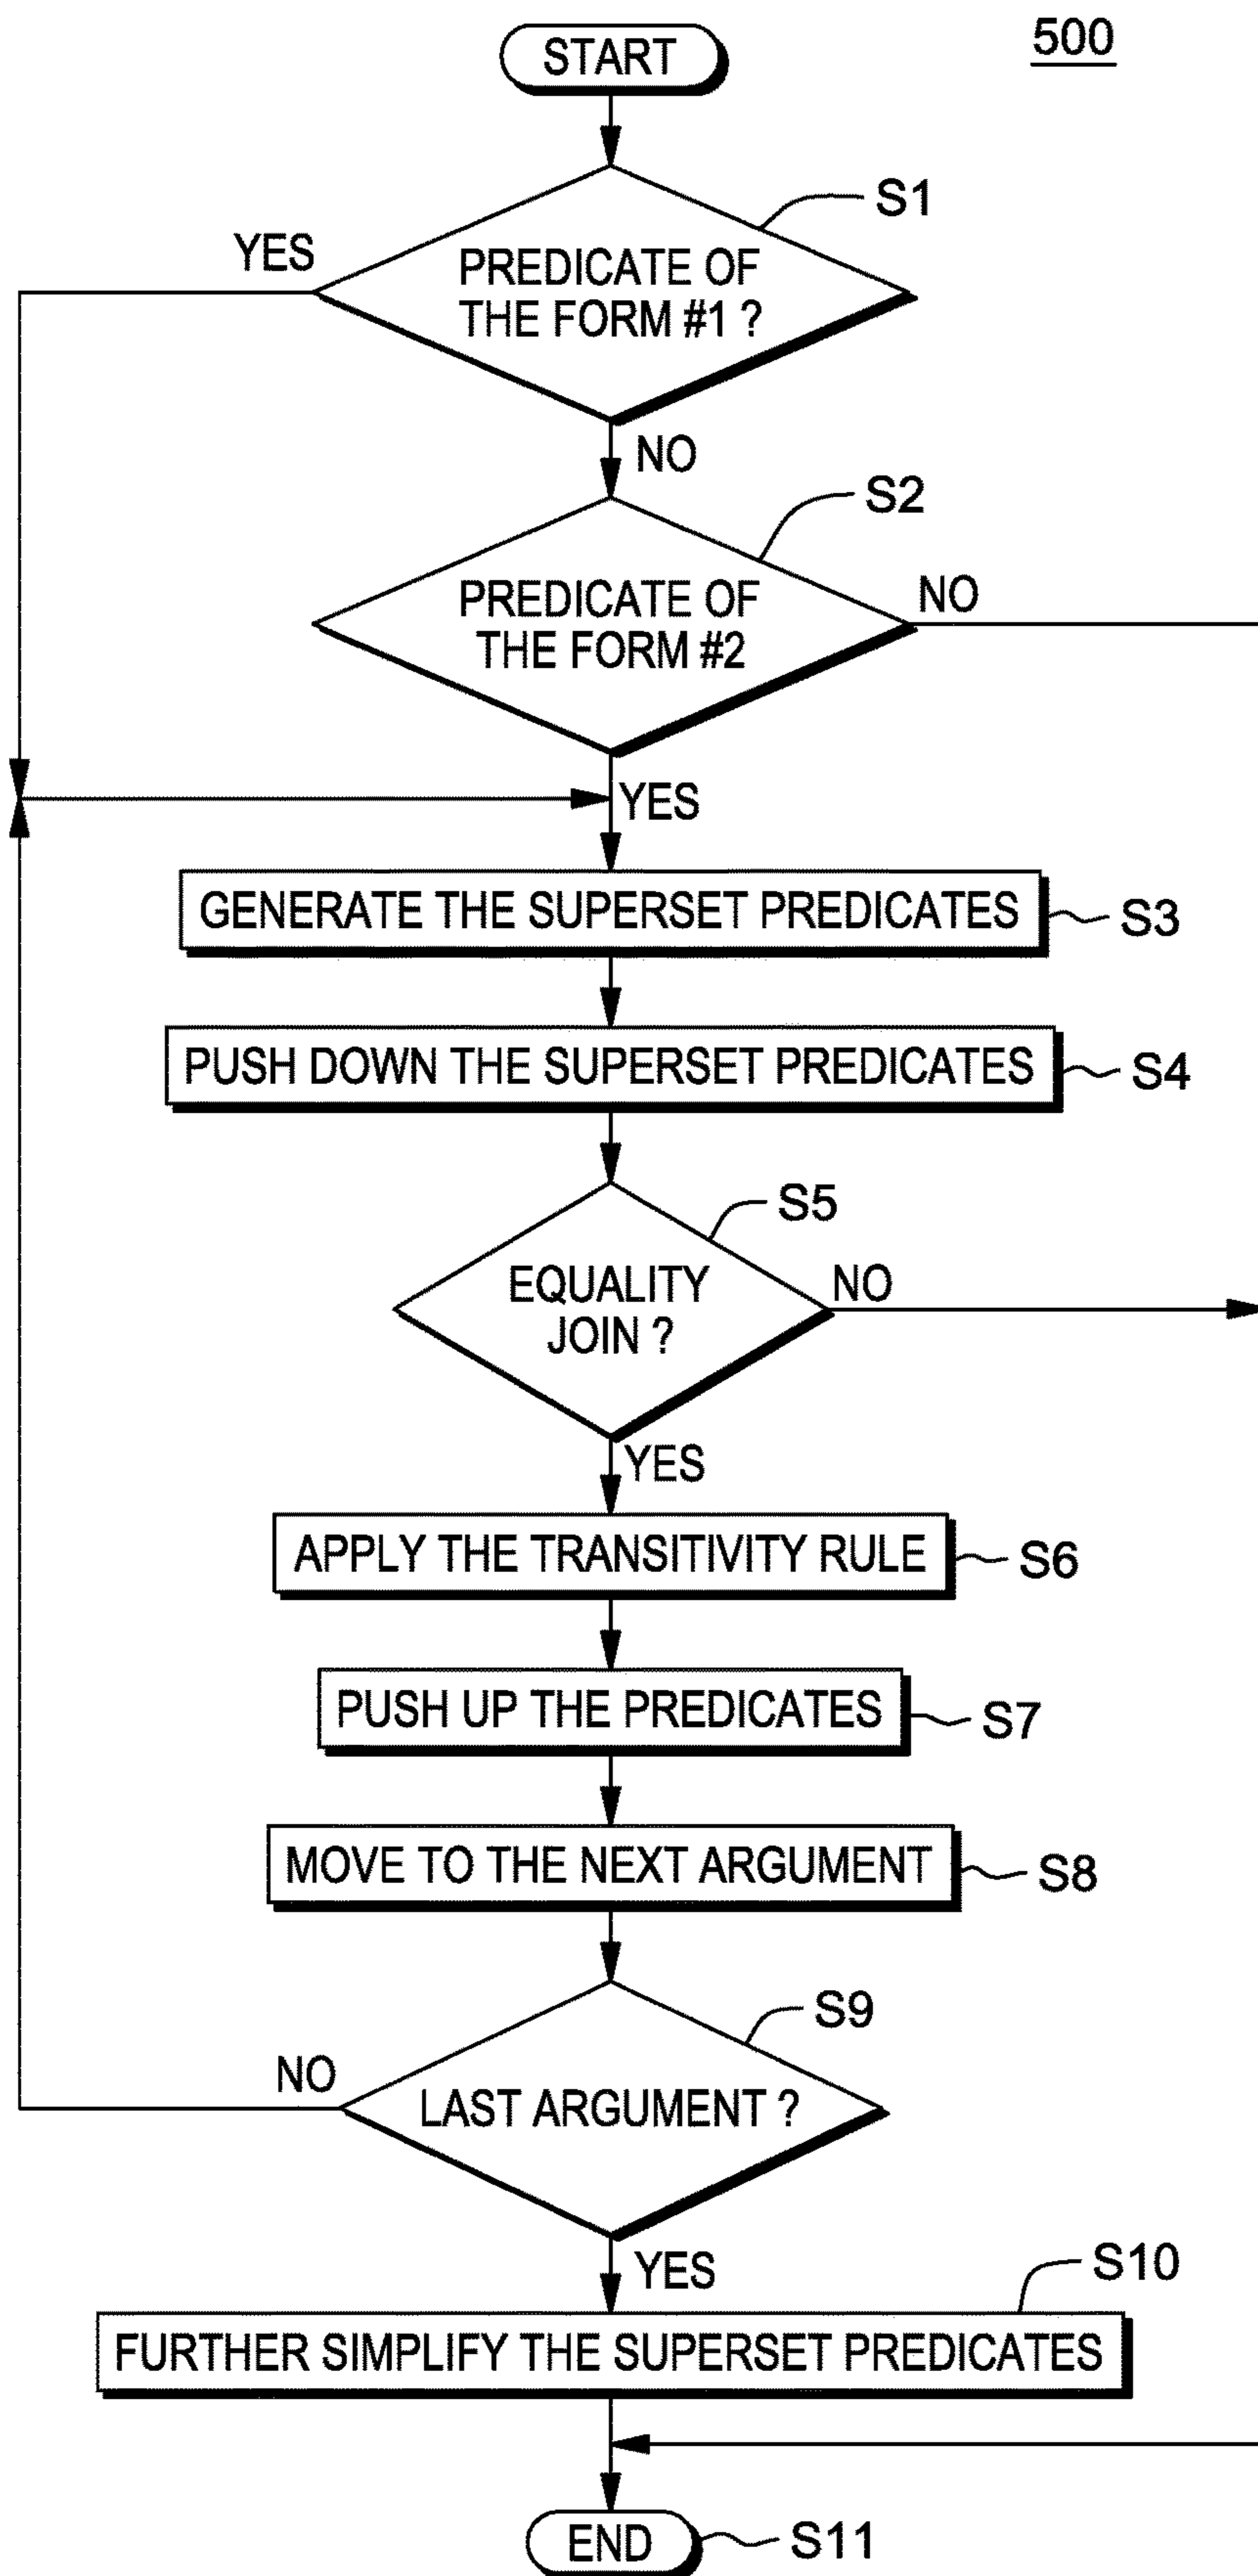 500
START
S1
YES
PREDICATE OF
THE FORM #1 ?
NO
S2
PREDICATE OF
THE FORM #2
NO
YES
GENERATE THE SUPERSET PREDICATES
S3
PUSH DOWN THE SUPERSET PREDICATES
S4
S5
EQUALITY
JOIN ?
NO
YES
APPLY THE TRANSITIVITY RULE
S6
PUSH UP THE PREDICATES
S7
MOVE TO THE NEXT ARGUMENT
S8
S9
NO
LAST ARGUMENT ?
YES
S10
FURTHER SIMPLIFY THE SUPERSET PREDICATES
END
S11